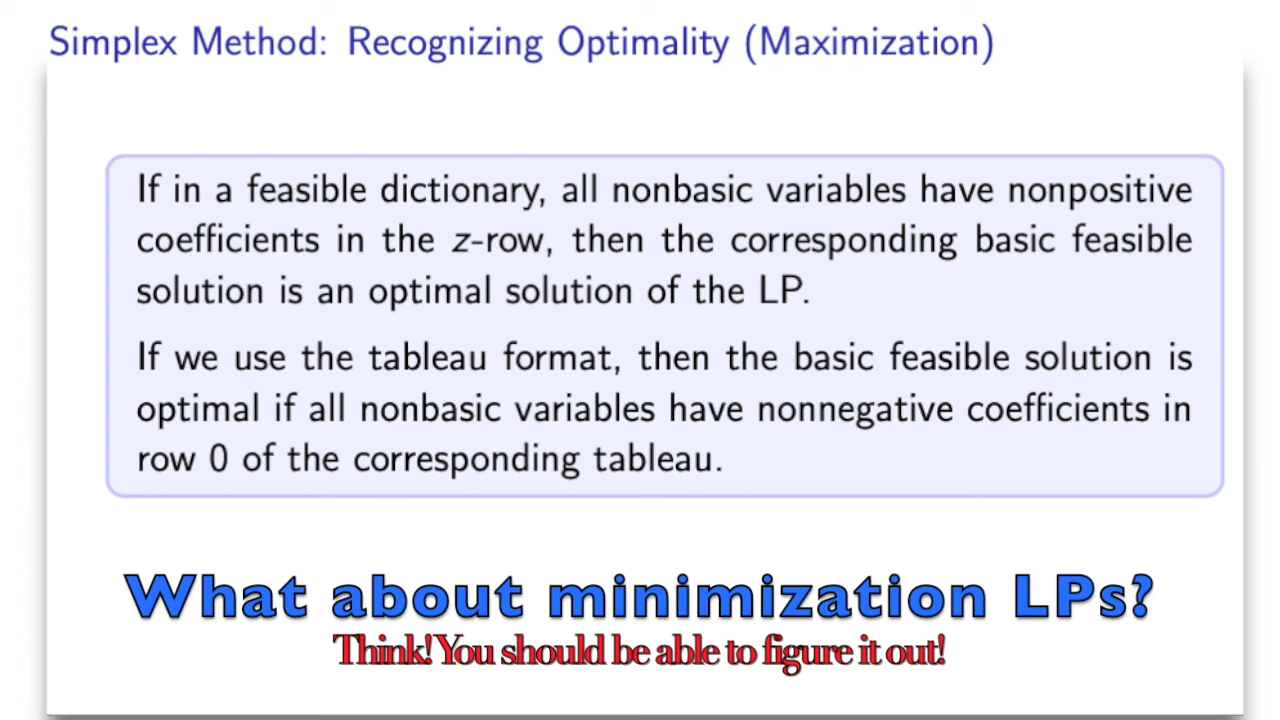 Simplex Method: Recognizing Optimality (Maximization)
If in a feasible dictionary, all nonbasic variables have nonpositive
coefficients in the z-row, then the corresponding basic feasible
solution is an optimal solution of the LP.
If we use the tableau format, then the basic feasible solution is
optimal if all nonbasic variables have nonnegative coefficients in
row 0 of the corresponding tableau.
What about minimization LPs?
Think! You should be able to figure it out!